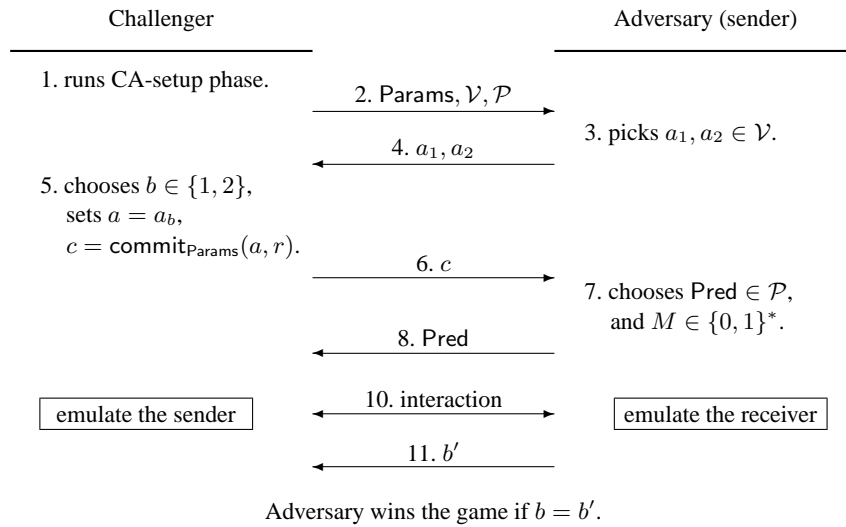 Challenger
Adversary (sender)
1. runs CA-setup phase.
2. Params, 𝒱, 𝒫
3. picks a₁, a₂ ∈ 𝒱.
4. a₁, a₂
5. chooses b ∈ {1, 2},
sets a = a_b,
c = commit_Params(a, r).
6. c
7. chooses Pred ∈ 𝒫,
and M ∈ {0, 1}*.
8. Pred
emulate the sender
10. interaction
emulate the receiver
11. b′
Adversary wins the game if b = b′.